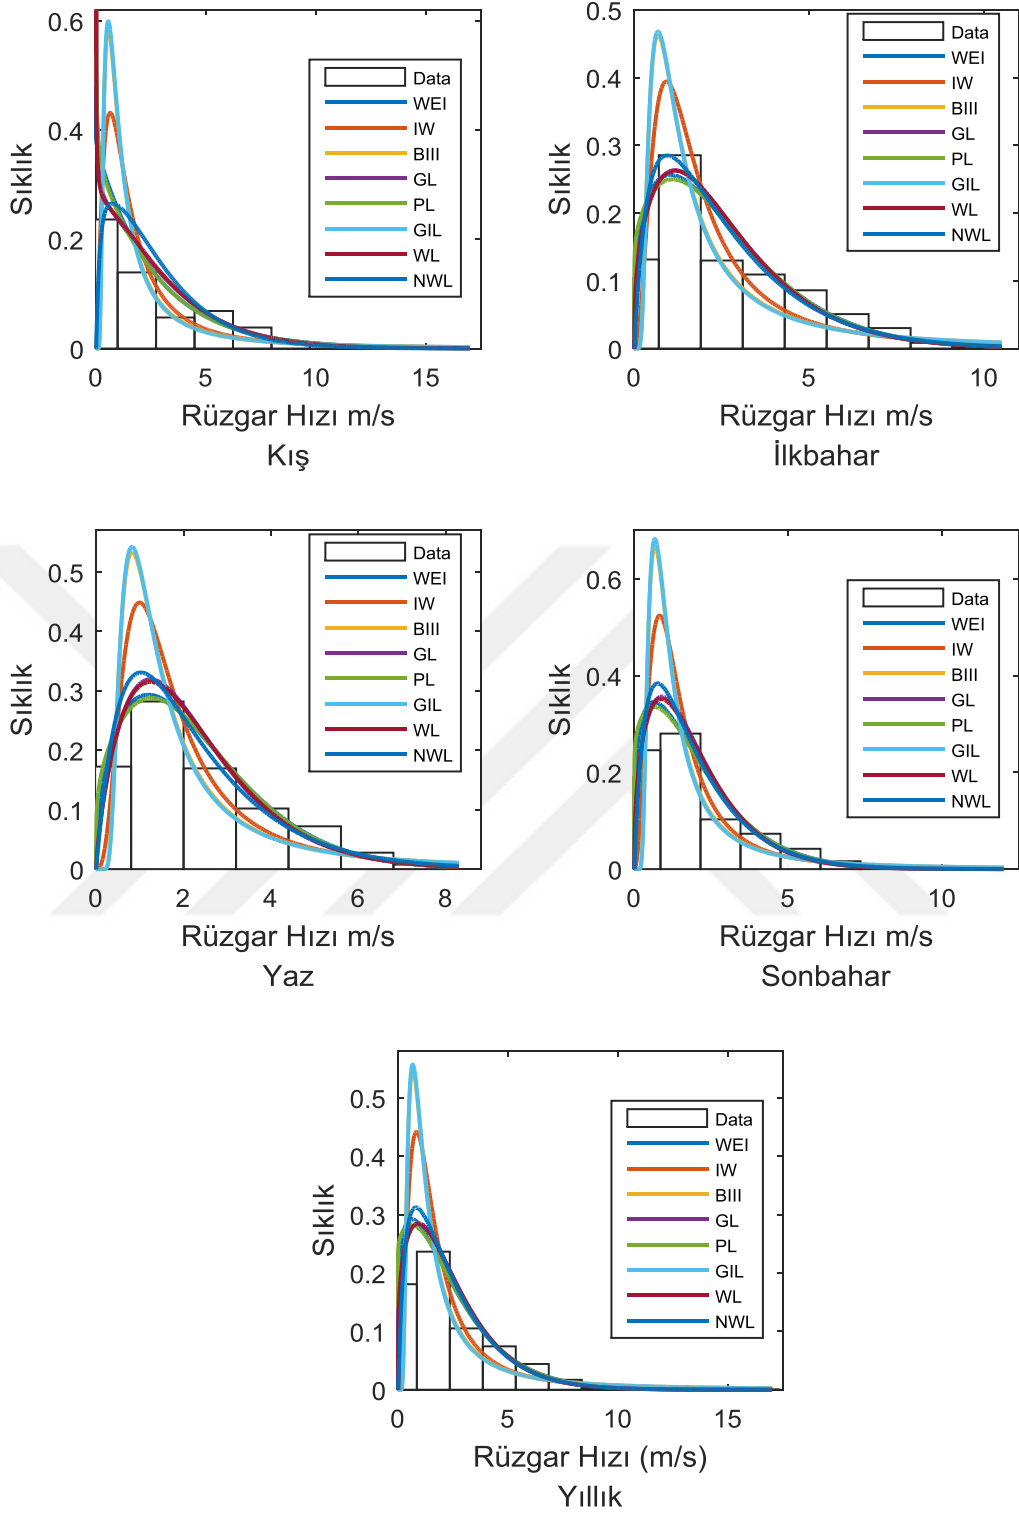 0.6
0.4
0.2
0
Sıklık
0
5
10
15
Rüzgar Hızı m/s
Kış
Data
WEI
IW
BIII
GL
PL
GIL
WL
NWL
0.5
0.4
0.3
0.2
0.1
0
Sıklık
0
5
10
Rüzgar Hızı m/s
İlkbahar
Data
WEI
IW
BIII
GL
PL
GIL
WL
NWL
0.5
0.4
0.3
0.2
0.1
0
Sıklık
0
2
4
6
8
Rüzgar Hızı m/s
Yaz
Data
WEI
IW
BIII
GL
PL
GIL
WL
NWL
0.6
0.4
0.2
0
Sıklık
0
5
10
Rüzgar Hızı m/s
Sonbahar
Data
WEI
IW
BIII
GL
PL
GIL
WL
NWL
0.5
0.4
0.3
0.2
0.1
0
Sıklık
0
5
10
15
Rüzgar Hızı (m/s)
Yıllık
Data
WEI
IW
BIII
GL
PL
GIL
WL
NWL